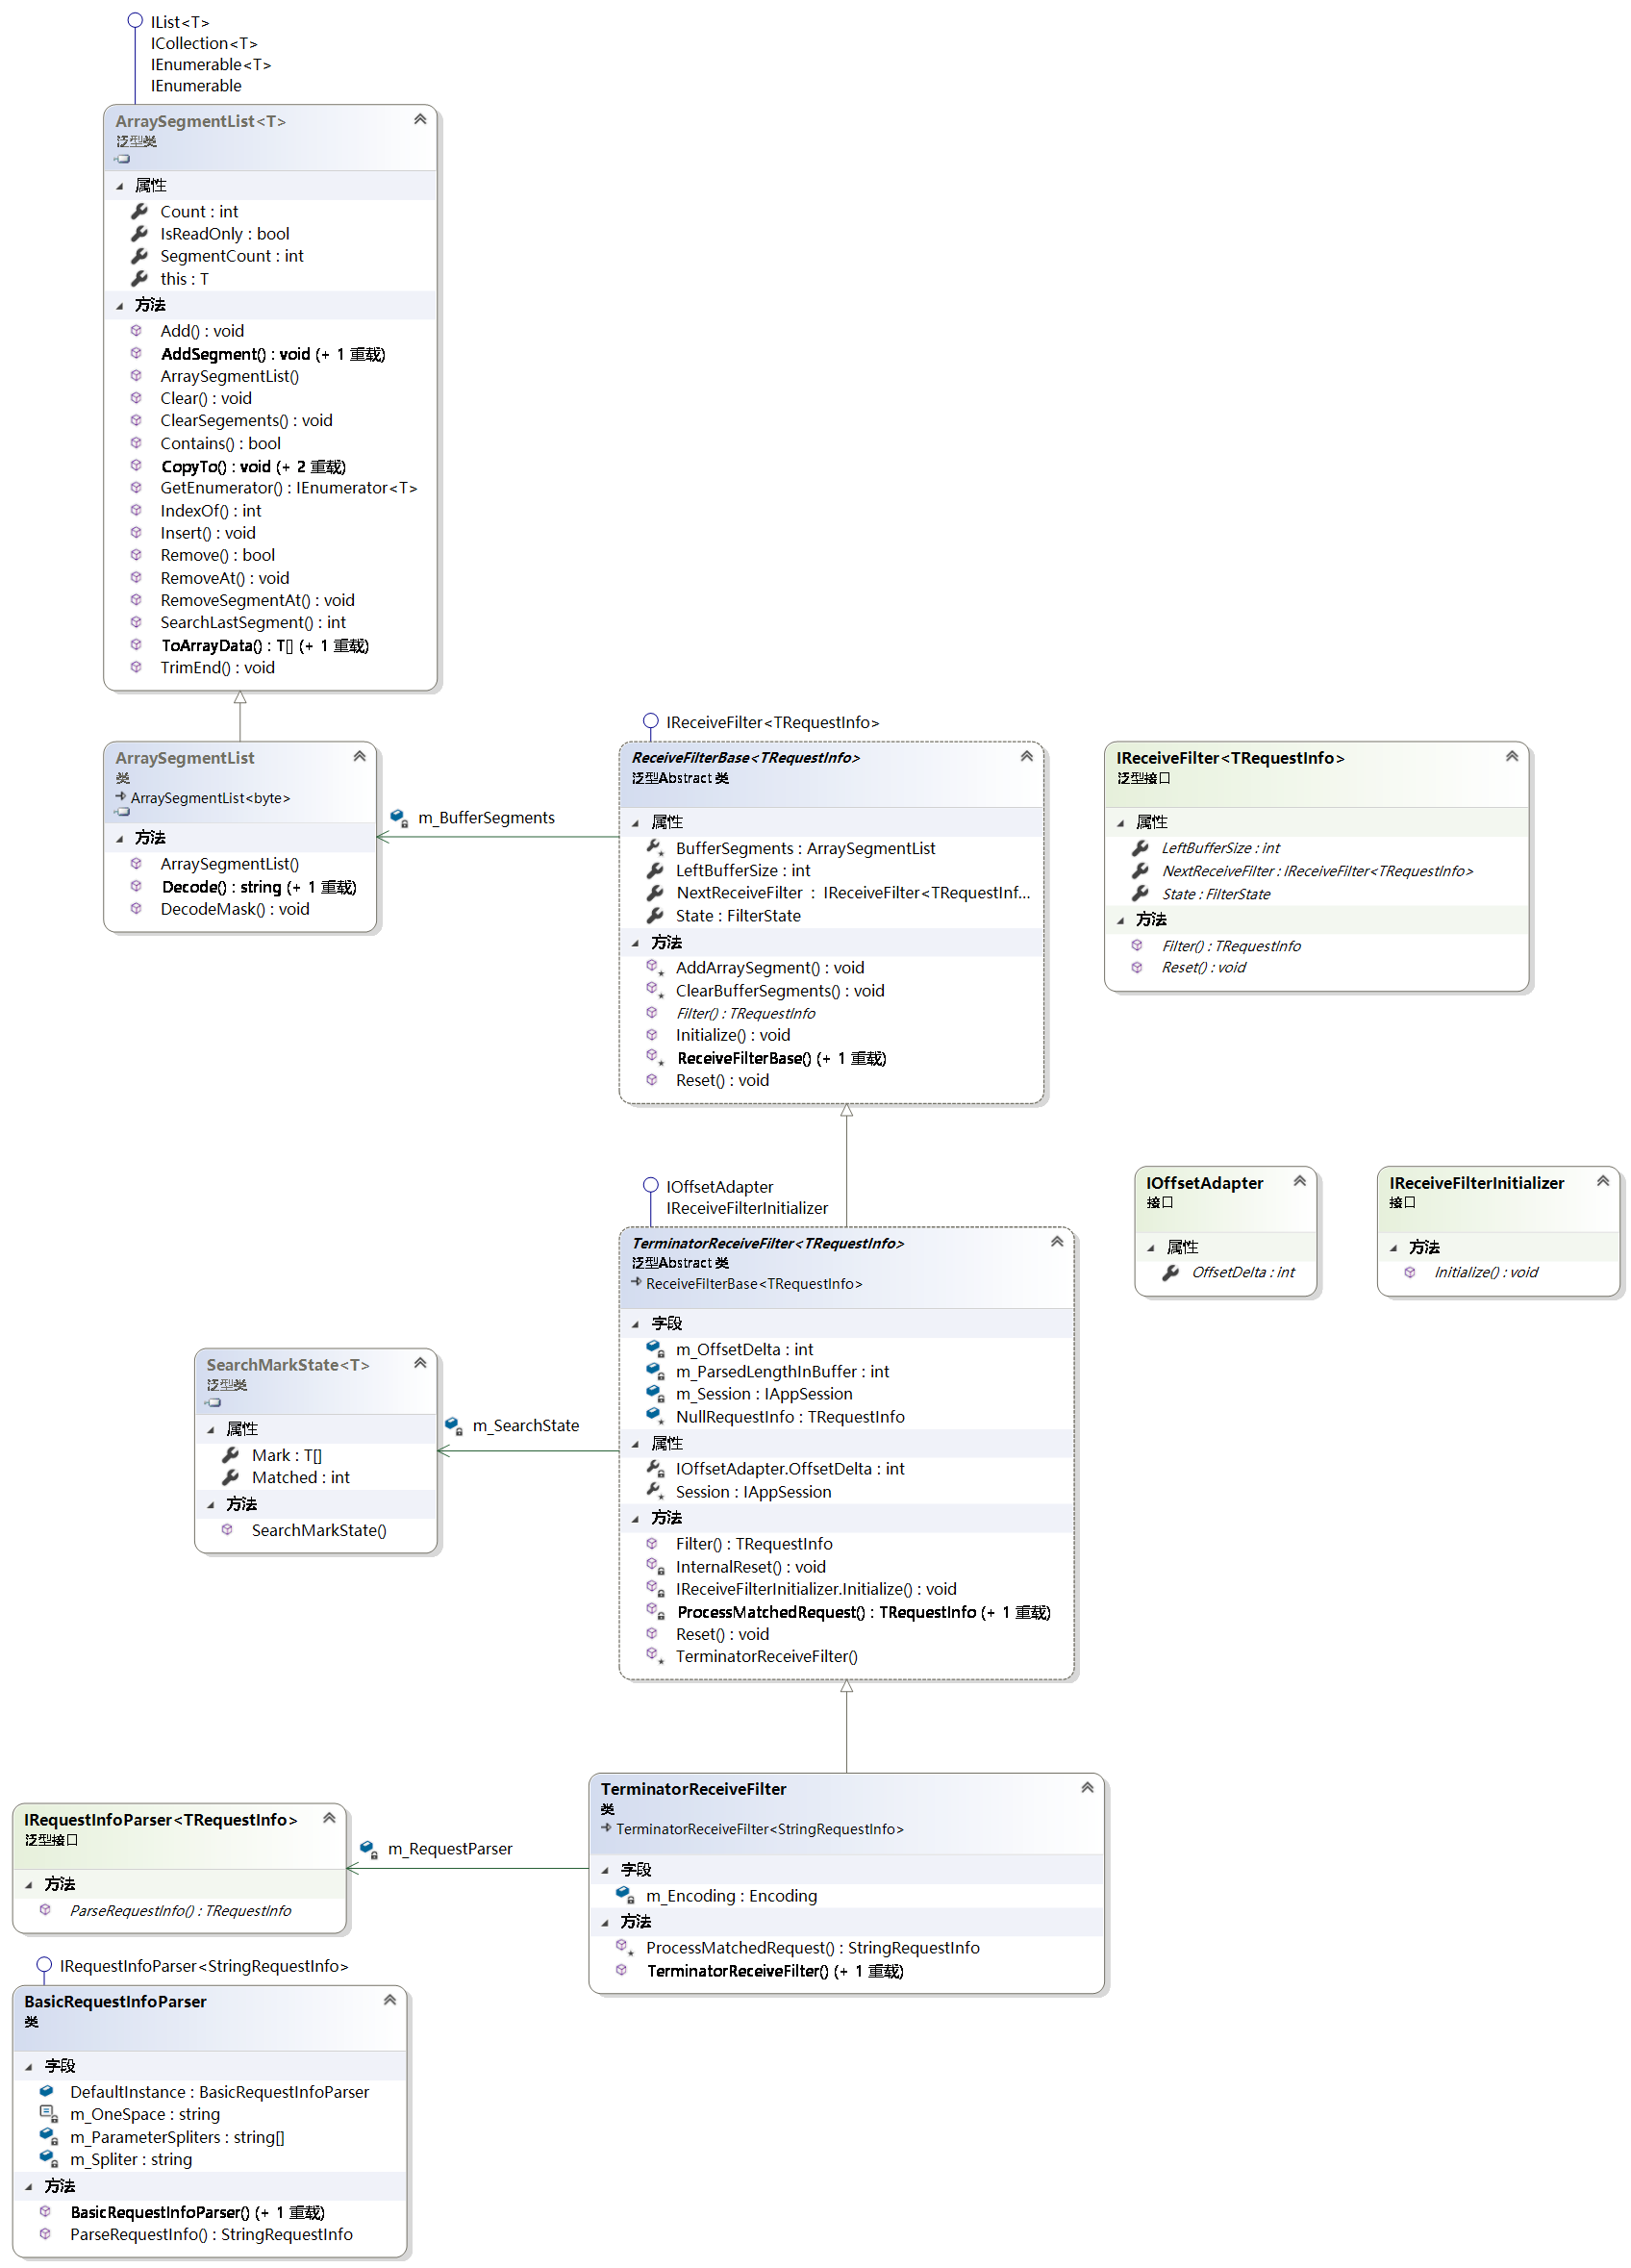 IList<T>
ICollection<T>
IEnumerable<T>
IEnumerable
ArraySegmentList<T>
泛型类
属性
Count : int
IsReadOnly : bool
SegmentCount : int
this : T
方法
Add() : void
AddSegment() : void (+ 1 重载)
ArraySegmentList()
Clear() : void
ClearSegements() : void
Contains() : bool
CopyTo() : void (+ 2 重载)
GetEnumerator() : IEnumerator<T>
IndexOf() : int
Insert() : void
Remove() : bool
RemoveAt() : void
RemoveSegmentAt() : void
SearchLastSegment() : int
ToArrayData() : T[] (+ 1 重载)
TrimEnd() : void
ArraySegmentList
类
ArraySegmentList<byte>
方法
ArraySegmentList()
Decode() : string (+ 1 重载)
DecodeMask() : void
m_BufferSegments
IReceiveFilter<TRequestInfo>
ReceiveFilterBase<TRequestInfo>
泛型Abstract 类
属性
BufferSegments : ArraySegmentList
LeftBufferSize : int
NextReceiveFilter : IReceiveFilter<TRequestInf...
State : FilterState
方法
AddArraySegment() : void
ClearBufferSegments() : void
Filter() : TRequestInfo
Initialize() : void
ReceiveFilterBase() (+ 1 重载)
Reset() : void
IReceiveFilter<TRequestInfo>
泛型接口
属性
LeftBufferSize : int
NextReceiveFilter : IReceiveFilter<TRequestInfo>
State : FilterState
方法
Filter() : TRequestInfo
Reset() : void
IOffsetAdapter
IReceiveFilterInitializer
TerminatorReceiveFilter<TRequestInfo>
泛型Abstract 类
ReceiveFilterBase<TRequestInfo>
字段
m_OffsetDelta : int
m_ParsedLengthInBuffer : int
m_Session : IAppSession
NullRequestInfo : TRequestInfo
属性
IOffsetAdapter.OffsetDelta : int
Session : IAppSession
方法
Filter() : TRequestInfo
InternalReset() : void
IReceiveFilterInitializer.Initialize() : void
ProcessMatchedRequest() : TRequestInfo (+ 1 重载)
Reset() : void
TerminatorReceiveFilter()
IOffsetAdapter
接口
属性
OffsetDelta : int
IReceiveFilterInitializer
接口
方法
Initialize() : void
SearchMarkState<T>
泛型类
属性
Mark : T[]
Matched : int
方法
SearchMarkState()
m_SearchState
TerminatorReceiveFilter
类
TerminatorReceiveFilter<StringRequestInfo>
字段
m_Encoding : Encoding
方法
ProcessMatchedRequest() : StringRequestInfo
TerminatorReceiveFilter() (+ 1 重载)
m_RequestParser
IRequestInfoParser<TRequestInfo>
泛型接口
方法
ParseRequestInfo() : TRequestInfo
IRequestInfoParser<StringRequestInfo>
BasicRequestInfoParser
类
字段
DefaultInstance : BasicRequestInfoParser
m_OneSpace : string
m_ParameterSpliters : string[]
m_Spliter : string
方法
BasicRequestInfoParser() (+ 1 重载)
ParseRequestInfo() : StringRequestInfo